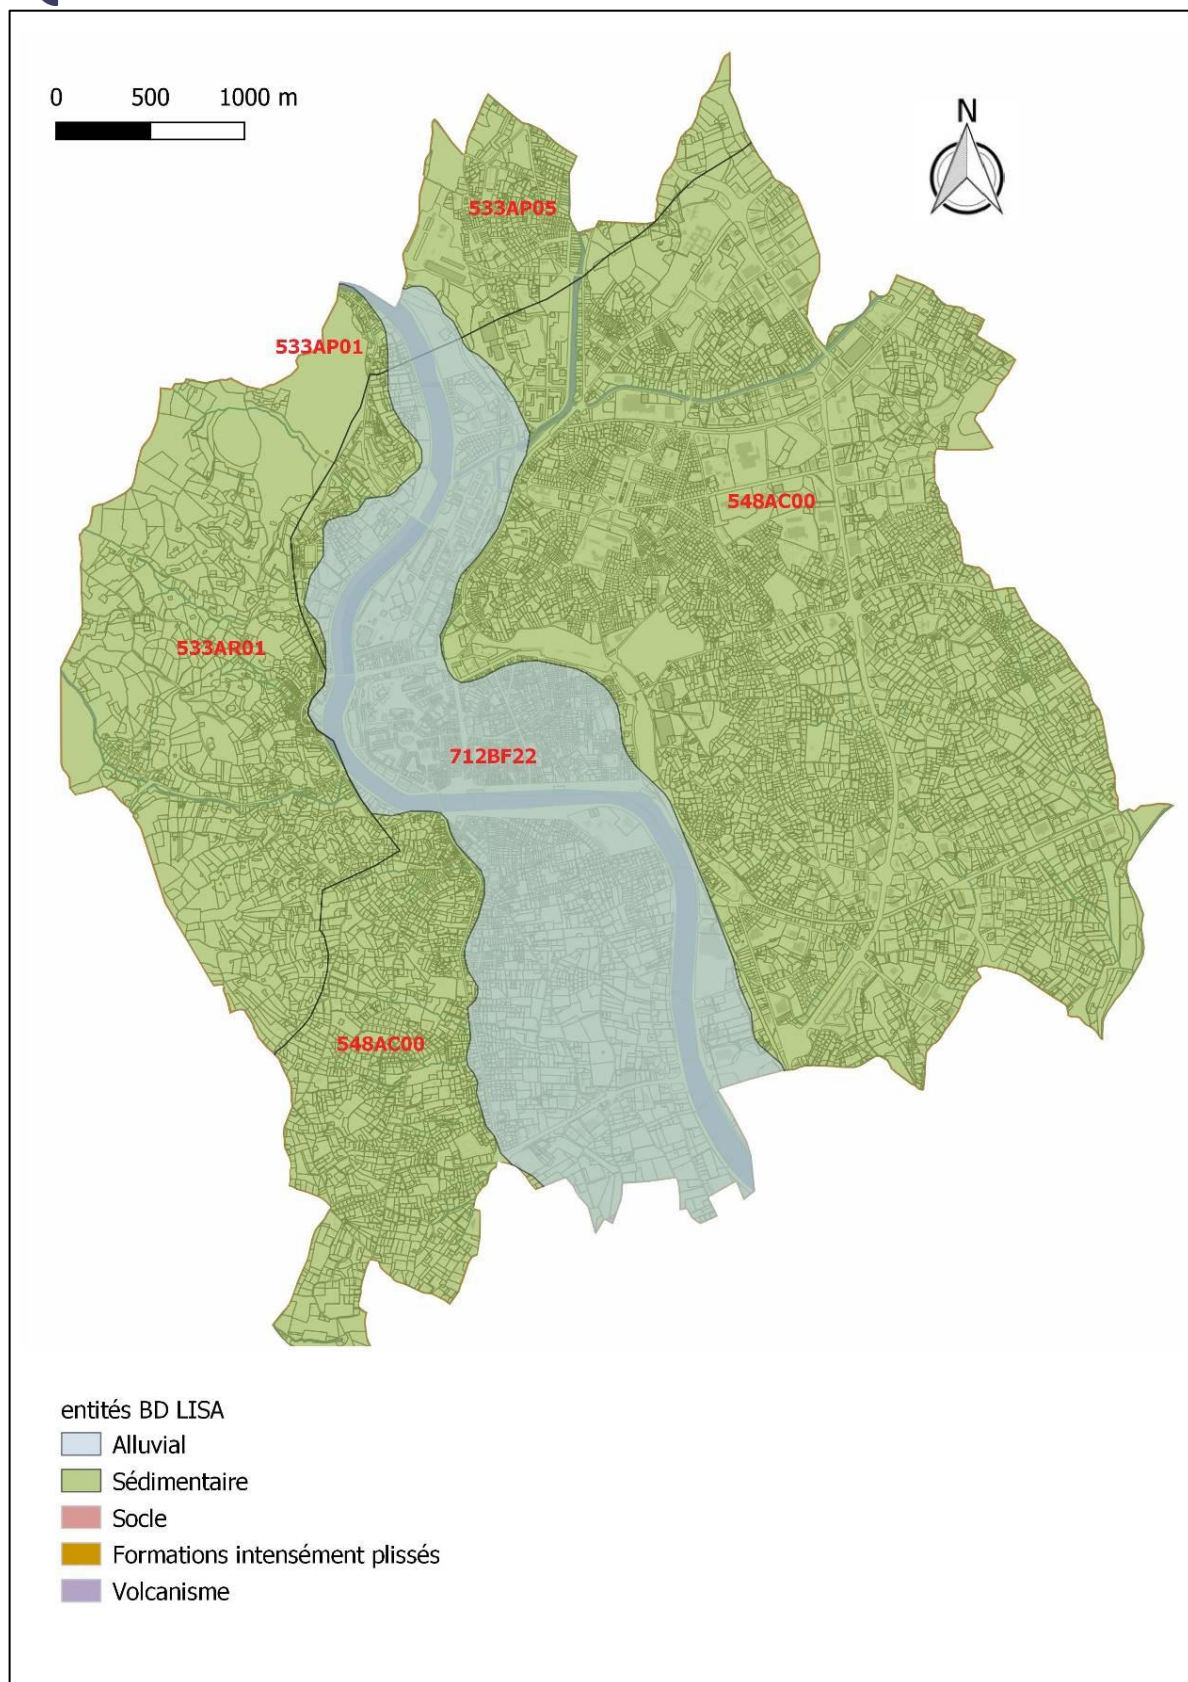 0 500 1000 m
N
533AP05
533AP01
548AC00
533AR01
712BF22
548AC00
entités BD LISA
Alluvial
Sédimentaire
Socle
Formations intensément plissés
Volcanisme